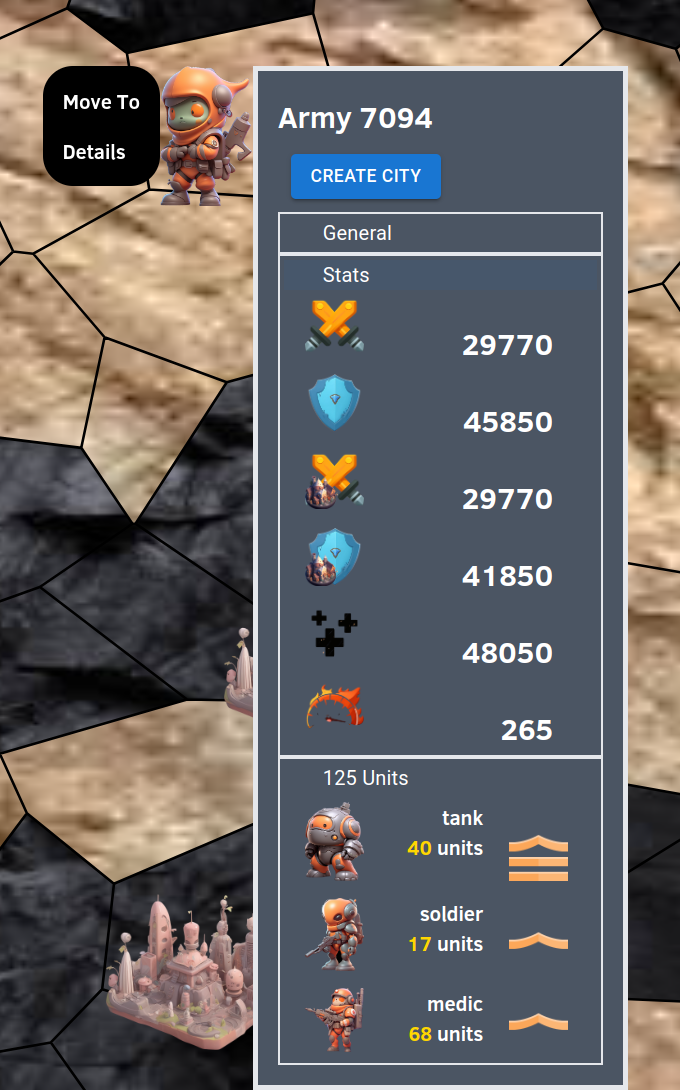 Move To
Details
Army 7094
CREATE CITY
General
Stats
29770
45850
29770
41850
48050
265
125 Units
tank
40 units
soldier
17 units
medic
68 units